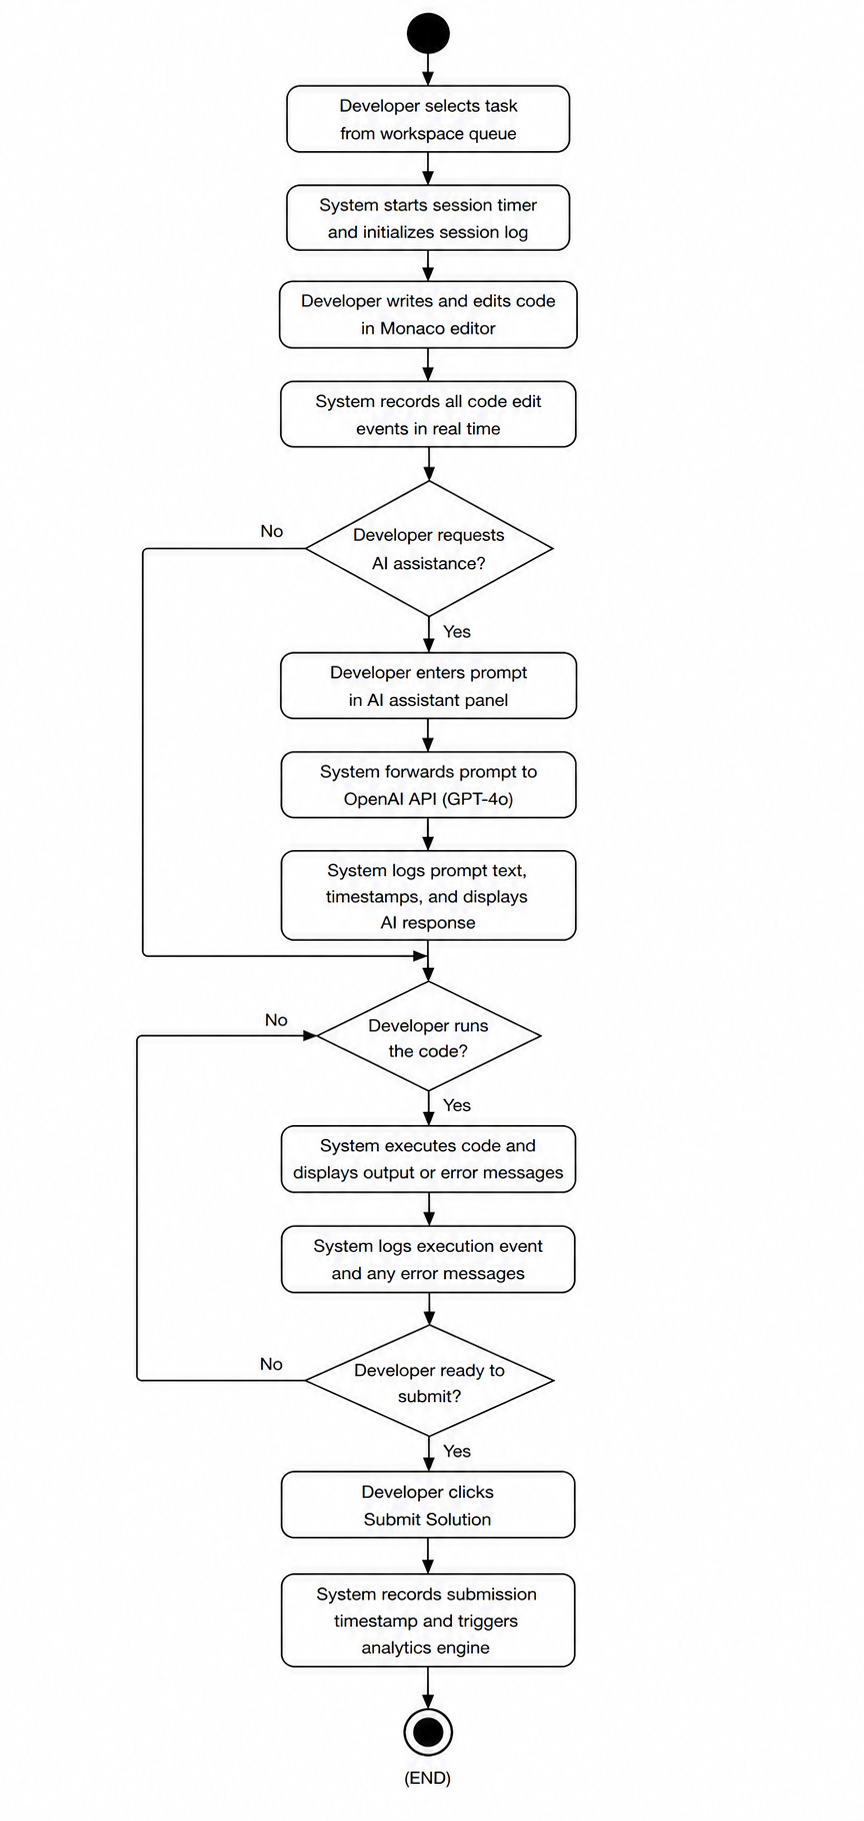 Developer selects task
from workspace queue
System starts session timer
and initializes session log
Developer writes and edits code
in Monaco editor
System records all code edit
events in real time
Developer requests
AI assistance?
No
Yes
Developer enters prompt
in AI assistant panel
System forwards prompt to
OpenAI API (GPT-4o)
System logs prompt text,
timestamps, and displays
AI response
No
Developer runs
the code?
Yes
System executes code and
displays output or error messages
System logs execution event
and any error messages
No
Developer ready to
submit?
Yes
Developer clicks
Submit Solution
System records submission
timestamp and triggers
analytics engine
(END)